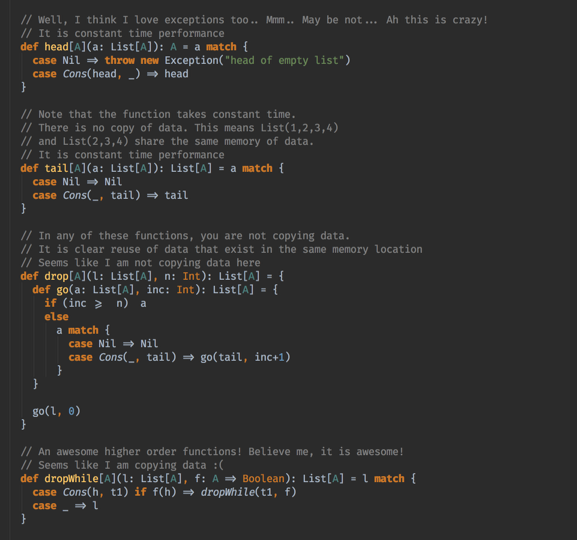 // Well, I think I love exceptions too.. Mmm.. May be not... Ah this is crazy!
// It is constant time performance
def head[A](a: List[A]): A = a match {
  case Nil ⇒ throw new Exception("head of empty list")
  case Cons(head, _) ⇒ head
}
// Note that the function takes constant time.
// There is no copy of data. This means List(1,2,3,4)
// and List(2,3,4) share the same memory of data.
// It is constant time performance
def tail[A](a: List[A]): List[A] = a match {
  case Nil ⇒ Nil
  case Cons(_, tail) ⇒ tail
}
// In any of these functions, you are not copying data.
// It is clear reuse of data that exist in the same memory location
// Seems like I am not copying data here
def drop[A](l: List[A], n: Int): List[A] = {
  def go(a: List[A], inc: Int): List[A] = {
    if (inc ⩾  n)  a
    else
      a match {
        case Nil ⇒ Nil
        case Cons(_, tail) ⇒ go(tail, inc+1)
      }
  }
  go(l, 0)
}
// An awesome higher order functions! Believe me, it is awesome!
// Seems like I am copying data :(
def dropWhile[A](l: List[A], f: A ⇒ Boolean): List[A] = l match {
  case Cons(h, t1) if f(h) ⇒ dropWhile(t1, f)
  case _ ⇒ l
}